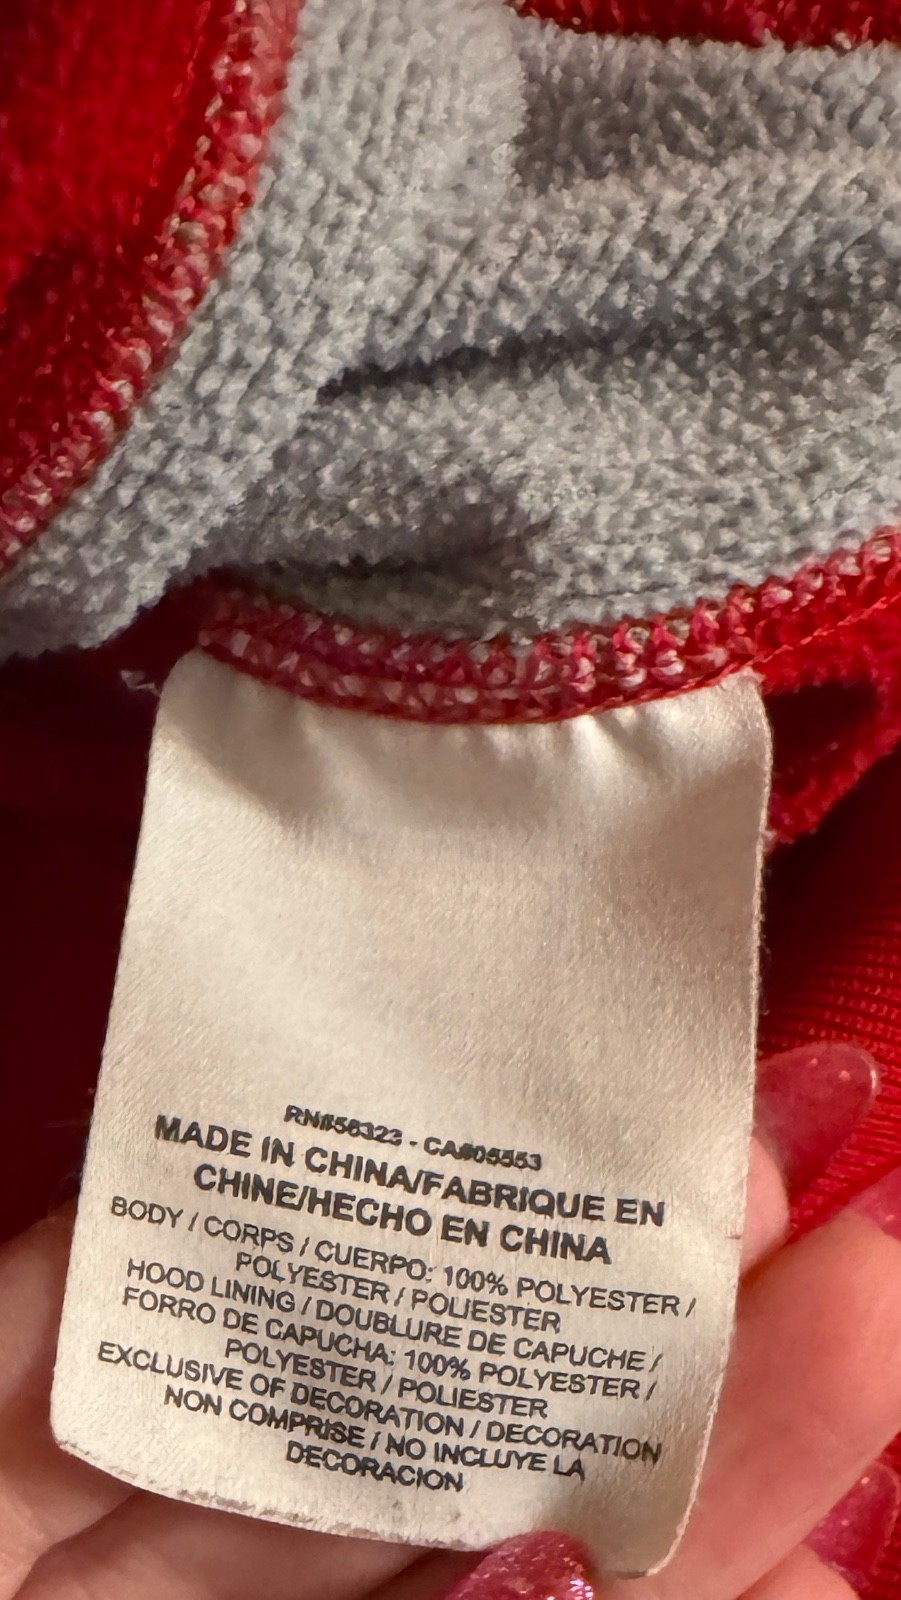 RN#56323 - CA#05553
MADE IN CHINA/FABRIQUE EN
CHINE/HECHO EN CHINA
BODY / CORPS / CUERPO: 100% POLYESTER /
POLYESTER / POLIESTER
HOOD LINING / DOUBLURE DE CAPUCHE /
FORRO DE CAPUCHA: 100% POLYESTER /
POLYESTER / POLIESTER
EXCLUSIVE OF DECORATION / DECORATION
NON COMPRISE / NO INCLUYE LA
DECORACION